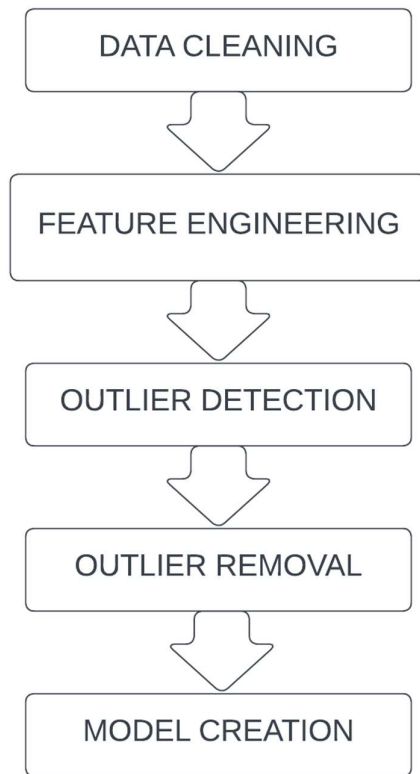 DATA CLEANING
FEATURE ENGINEERING
OUTLIER DETECTION
OUTLIER REMOVAL
MODEL CREATION